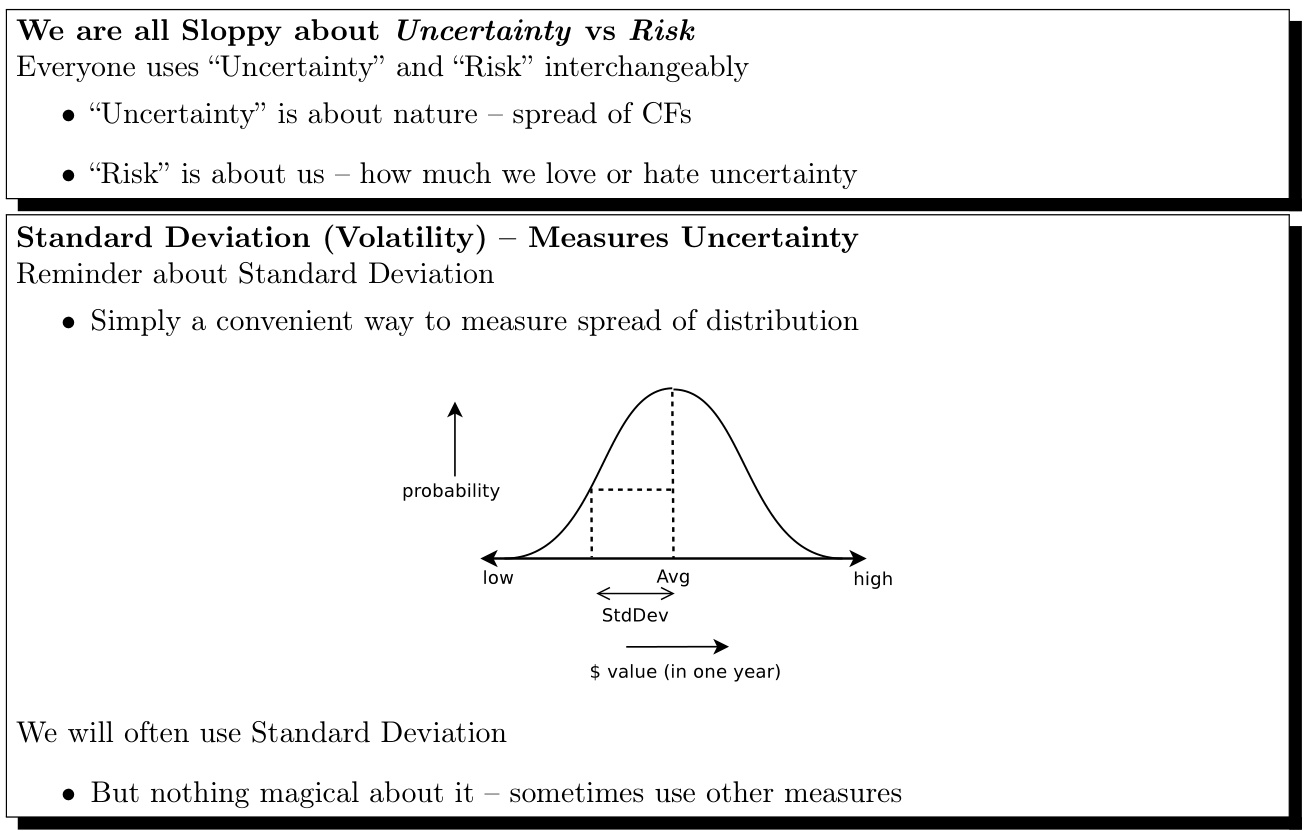 We are all Sloppy about Uncertainty vs Risk
Everyone uses “Uncertainty” and “Risk” interchangeably
• “Uncertainty” is about nature – spread of CFs
• “Risk” is about us – how much we love or hate uncertainty
Standard Deviation (Volatility) – Measures Uncertainty
Reminder about Standard Deviation
• Simply a convenient way to measure spread of distribution
probability
low
Avg
high
StdDev
$ value (in one year)
We will often use Standard Deviation
• But nothing magical about it – sometimes use other measures